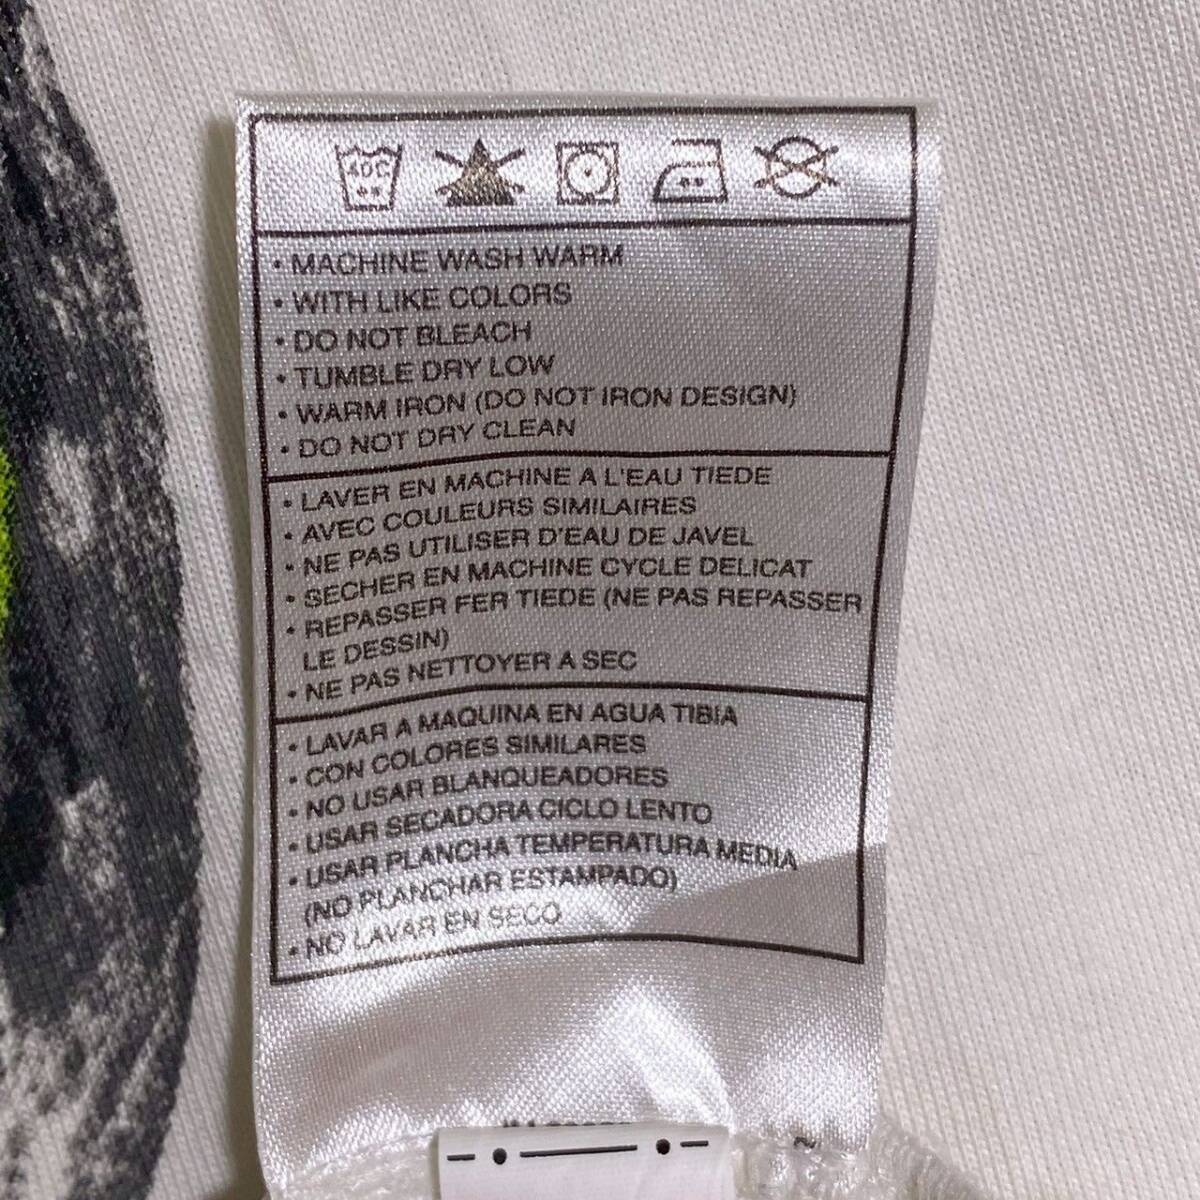 40C
• MACHINE WASH WARM
• WITH LIKE COLORS
• DO NOT BLEACH
• TUMBLE DRY LOW
• WARM IRON (DO NOT IRON DESIGN)
• DO NOT DRY CLEAN
• LAVER EN MACHINE A L'EAU TIEDE
• AVEC COULEURS SIMILAIRES
• NE PAS UTILISER D'EAU DE JAVEL
• SECHER EN MACHINE CYCLE DELICAT
• REPASSER FER TIEDE (NE PAS REPASSER
LE DESSIN)
• NE PAS NETTOYER A SEC
• LAVAR A MAQUINA EN AGUA TIBIA
• CON COLORES SIMILARES
• NO USAR BLANQUEADORES
• USAR SECADORA CICLO LENTO
• USAR PLANCHA TEMPERATURA MEDIA
(NO PLANCHAR ESTAMPADO)
• NO LAVAR EN SECO